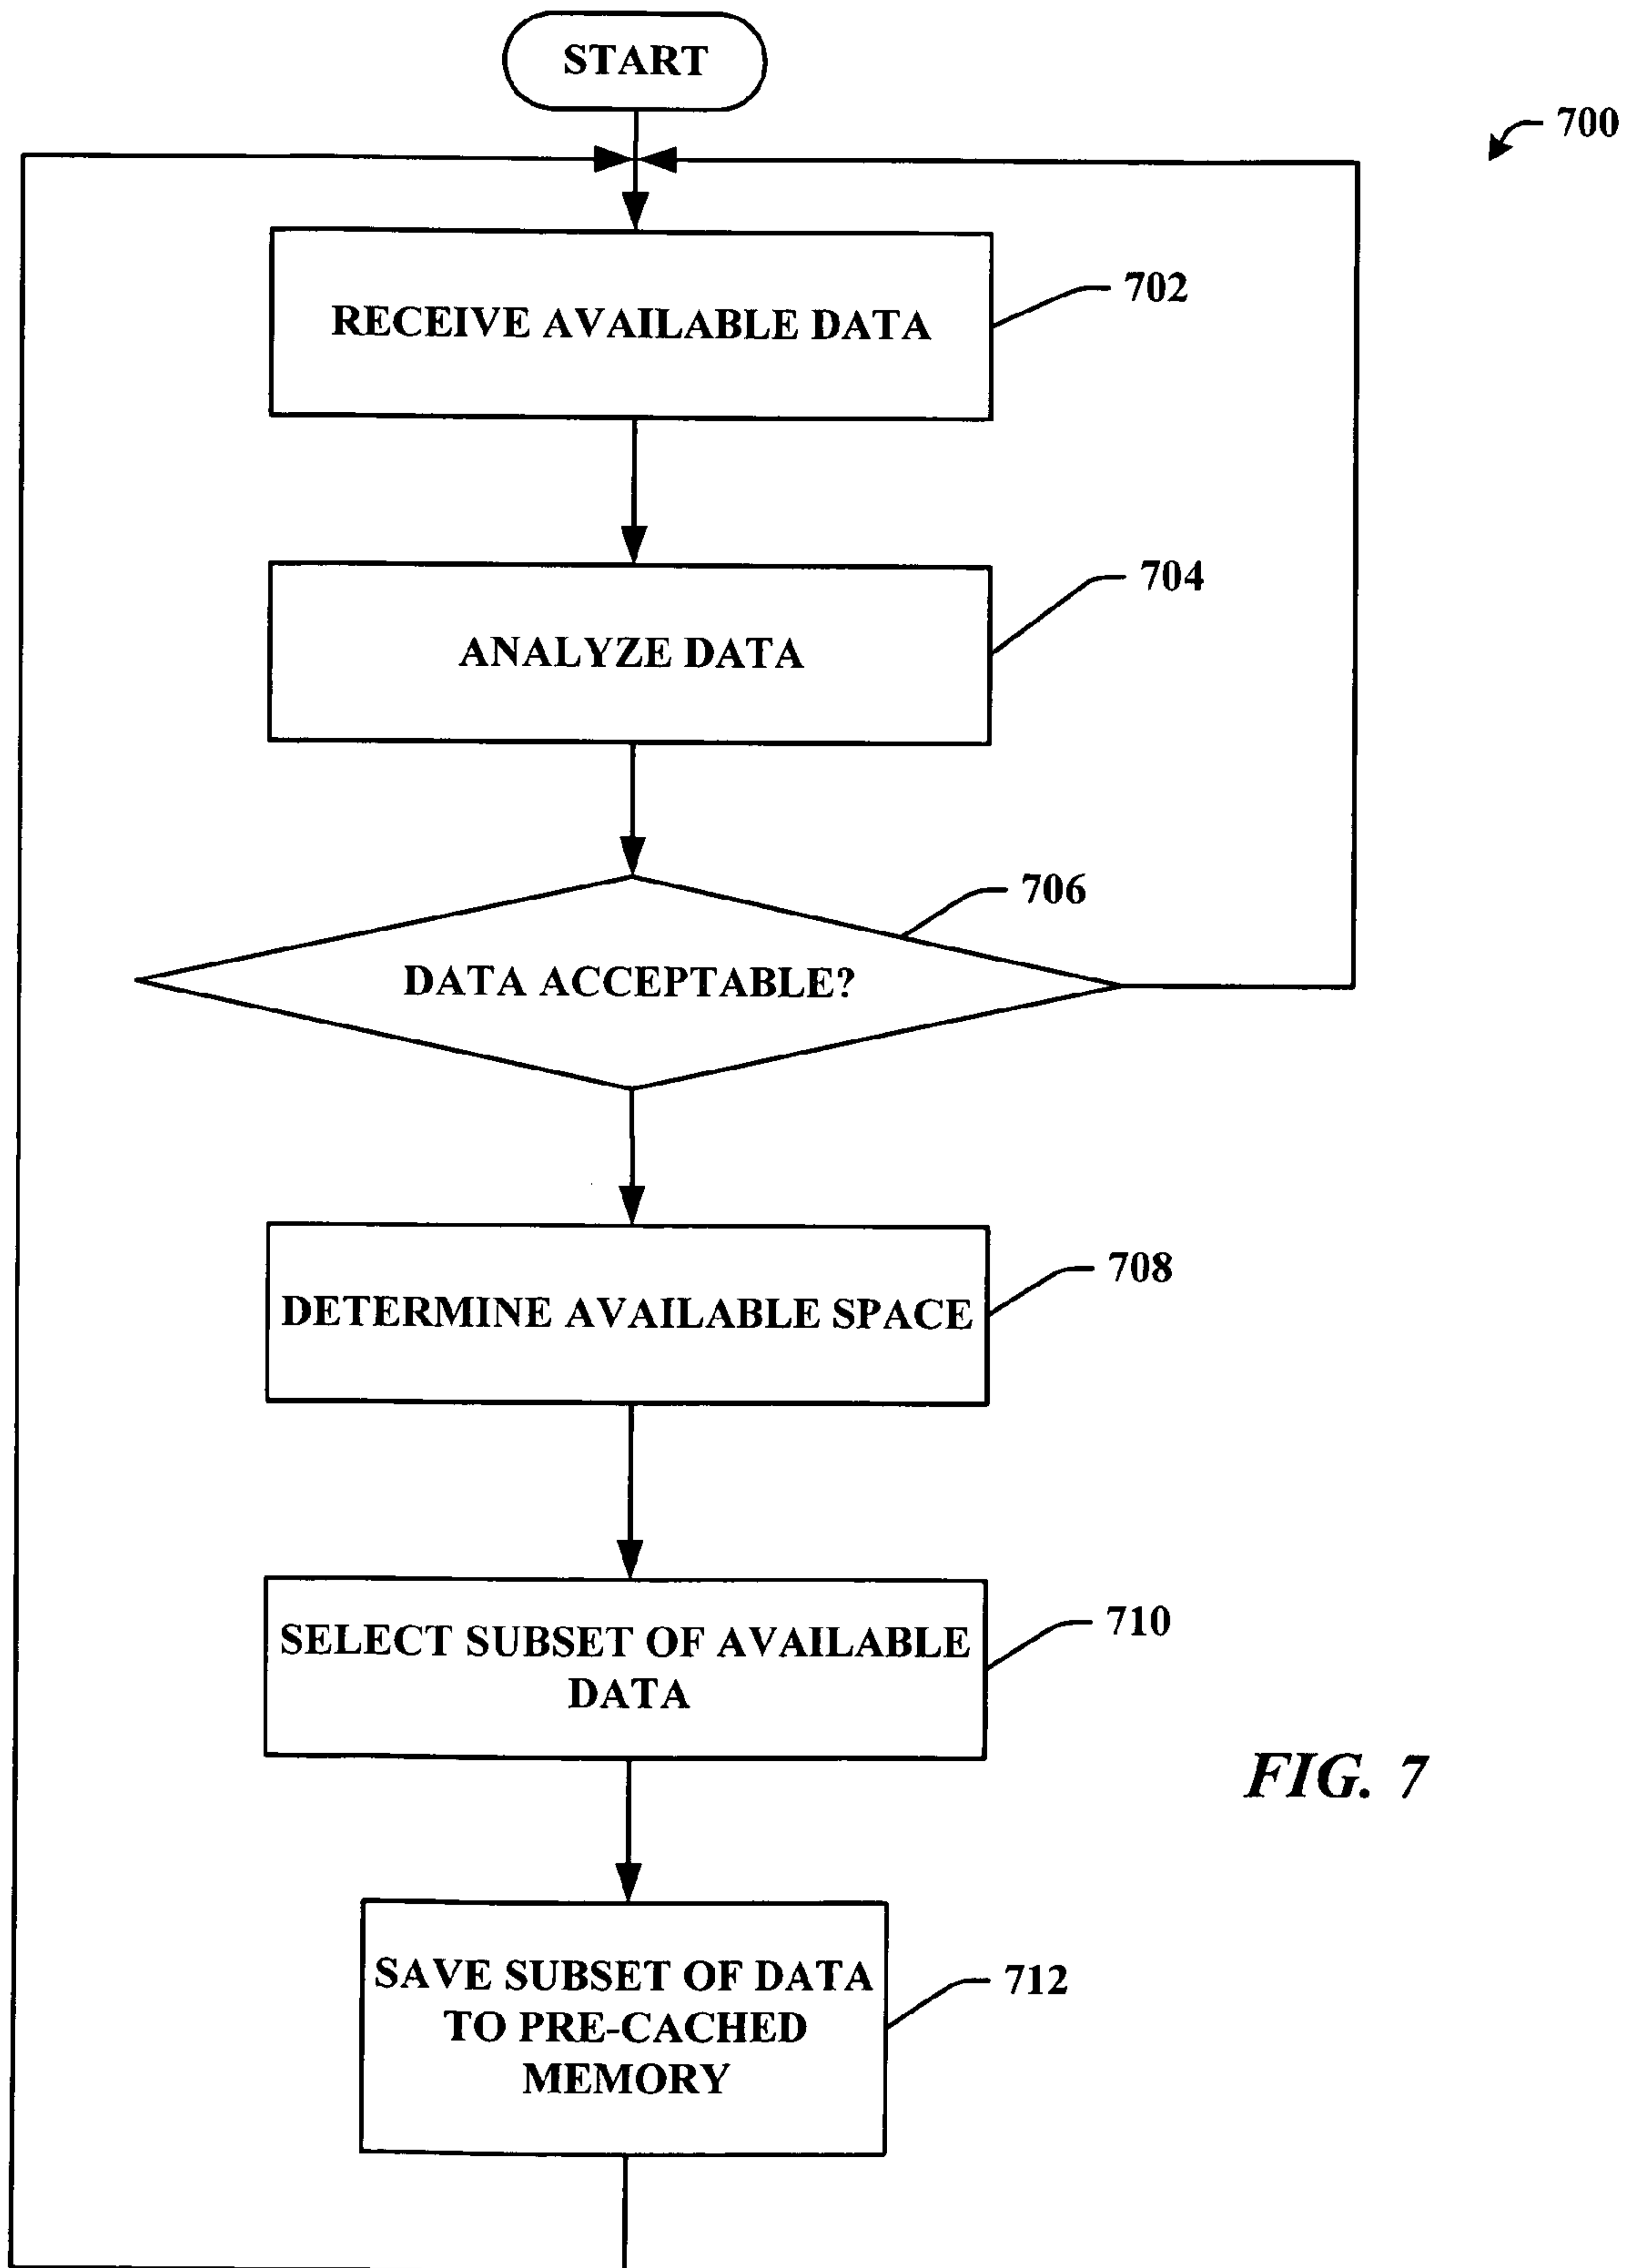 START
700
RECEIVE AVAILABLE DATA
702
ANALYZE DATA
704
706
DATA ACCEPTABLE?
DETERMINE AVAILABLE SPACE
708
SELECT SUBSET OF AVAILABLE
DATA
710
FIG. 7
SAVE SUBSET OF DATA
TO PRE-CACHED
MEMORY
712